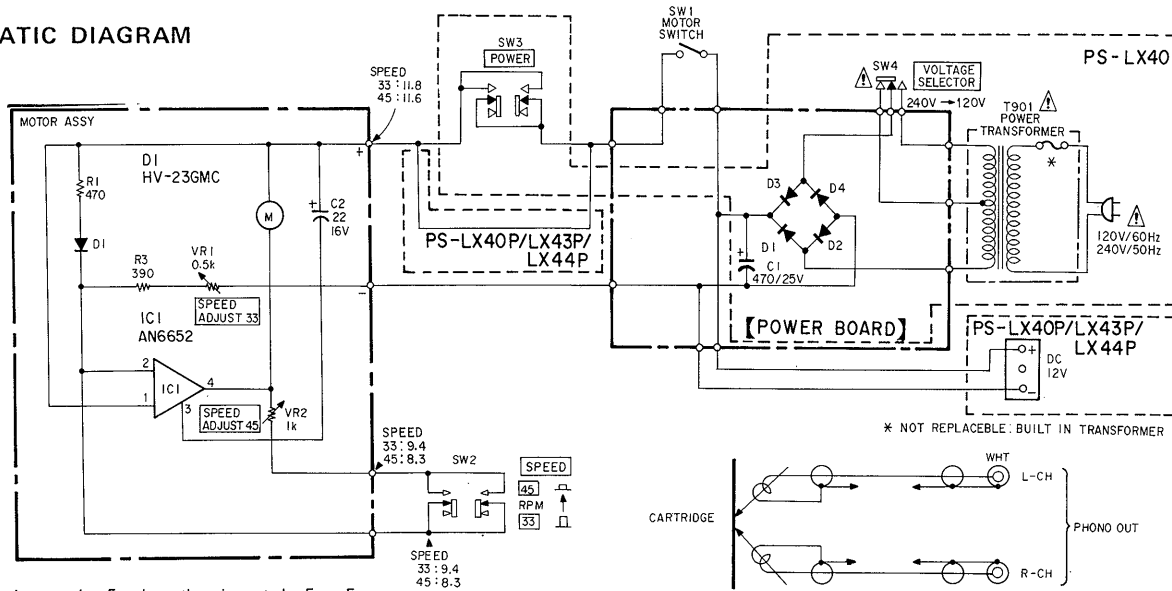 ATIC DIAGRAM
SW1
MOTOR
SWITCH
SW3
POWER
SPEED
33 : 11.8
45 : 11.6
SW4
VOLTAGE
SELECTOR
240V → 120V
PS-LX40
T901
POWER
TRANSFORMER
*
MOTOR ASSY
+
D1
HV-23GMC
R1
470
D1
M
+
C2
22
16V
R3
390
VR1
0.5k
SPEED
ADJUST 33
−
PS-LX40P/LX43P/
LX44P
D3
D4
D1
D2
+
C1
470/25V
120V/60Hz
240V/50Hz
IC1
AN6652
2
1
IC1
4
3
SPEED
ADJUST 45
VR2
1k
【POWER BOARD】
PS-LX40P/LX43P/
LX44P
+
−
DC
12V
* NOT REPLACEBLE: BUILT IN TRANSFORMER
SPEED
33 : 9.4
45 : 8.3
SW2
SPEED
45
RPM
33
SPEED
33 : 9.4
45 : 8.3
CARTRIDGE
WHT
L-CH
PHONO OUT
R-CH